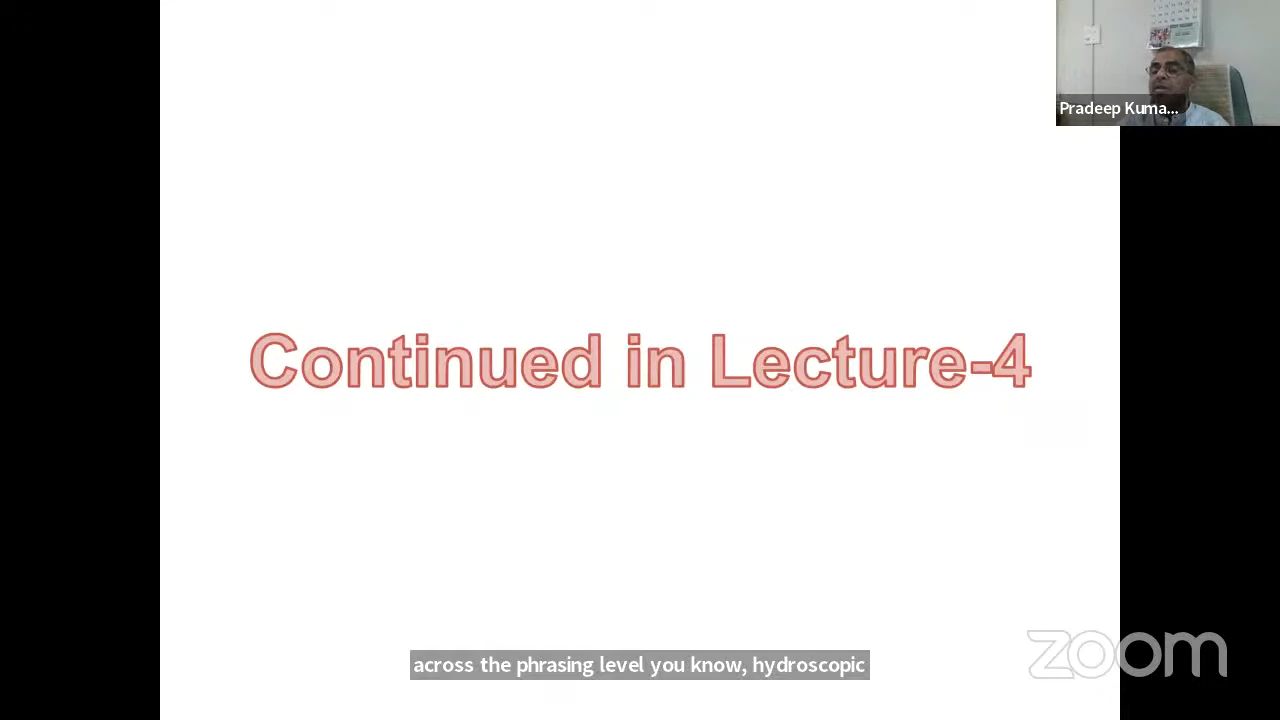 Pradeep Kuma...
Continued in Lecture-4
across the phrasing level you know, hydroscopic
zoom